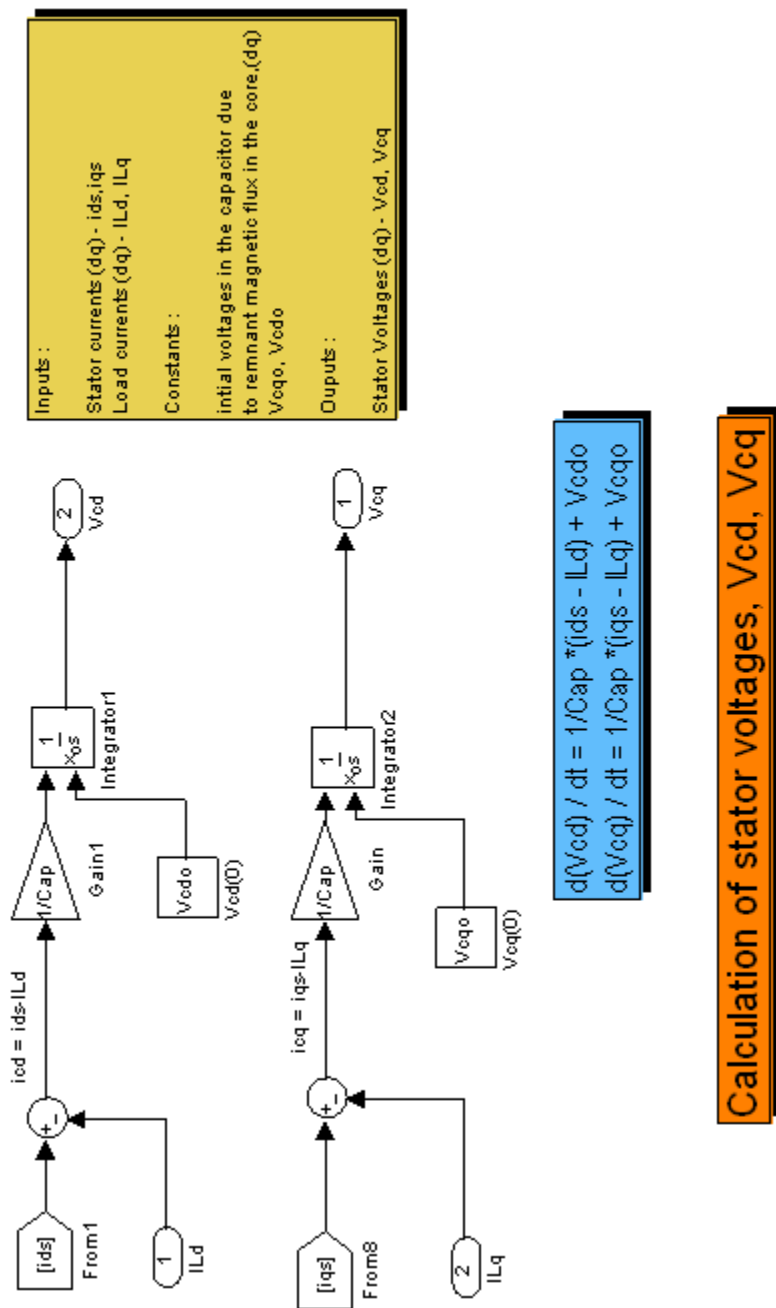 icd = ids-ILd
[ids]
From1
+
-
1
ILd
1/Cap
Gain1
Vcdo
Vcd(0)
1
xo s
Integrator1
2
Vcd
icq = iqs-ILq
[iqs]
From8
+
-
2
ILq
1/Cap
Gain
Vcqo
Vcq(0)
1
xo s
Integrator2
1
Vcq
Inputs :
Stator currents (dq) - ids,iqs
Load currents (dq) - ILd, ILq
Constants :
intial voltages in the capacitor due
to remnant magnetic flux in the core,(dq)
Vcqo, Vcdo
Ouputs :
Stator Voltages (dq) - Vcd, Vcq
d(Vcd) / dt = 1/Cap *(ids - ILd) + Vcdo
d(Vcq) / dt = 1/Cap *(iqs - ILq) + Vcqo
Calculation of stator voltages, Vcd, Vcq